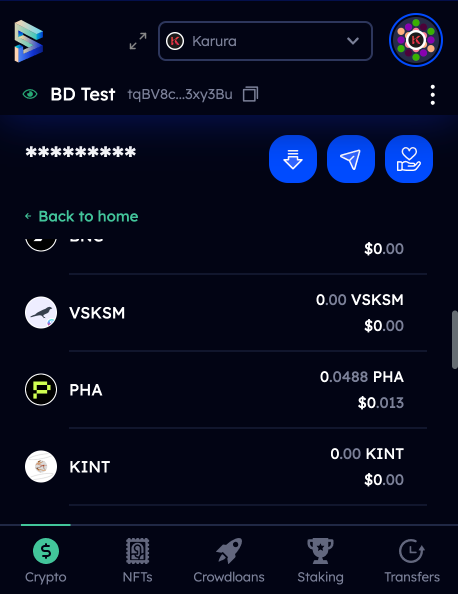 Karura
BD Test tqBV8c...3xy3Bu
*********
← Back to home
BNC
$0.00
VSKSM 0.00 VSKSM
$0.00
PHA 0.0488 PHA
$0.013
KINT 0.00 KINT
$0.00
Crypto NFTs Crowdloans Staking Transfers